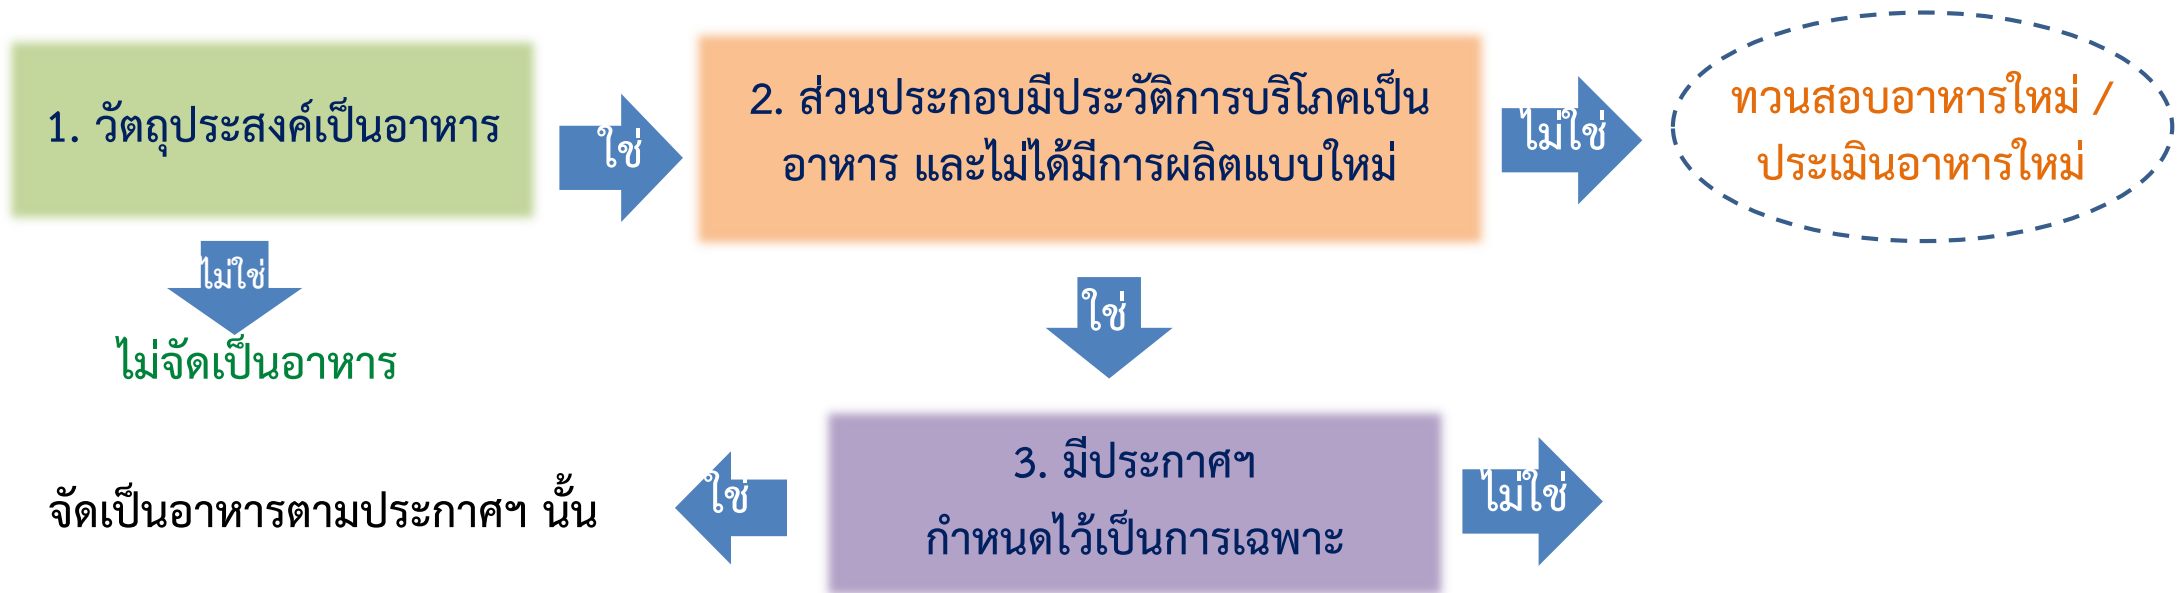 1. วัตถุประสงค์เป็นอาหาร
ใช่
2. ส่วนประกอบมีประวัติการบริโภคเป็น
อาหาร และไม่ได้มีการผลิตแบบใหม่
ไม่ใช่
ทวนสอบอาหารใหม่ /
ประเมินอาหารใหม่
ไม่ใช่
ไม่จัดเป็นอาหาร
ใช่
3. มีประกาศฯ
กำหนดไว้เป็นการเฉพาะ
ใช่
จัดเป็นอาหารตามประกาศฯ นั้น
ไม่ใช่